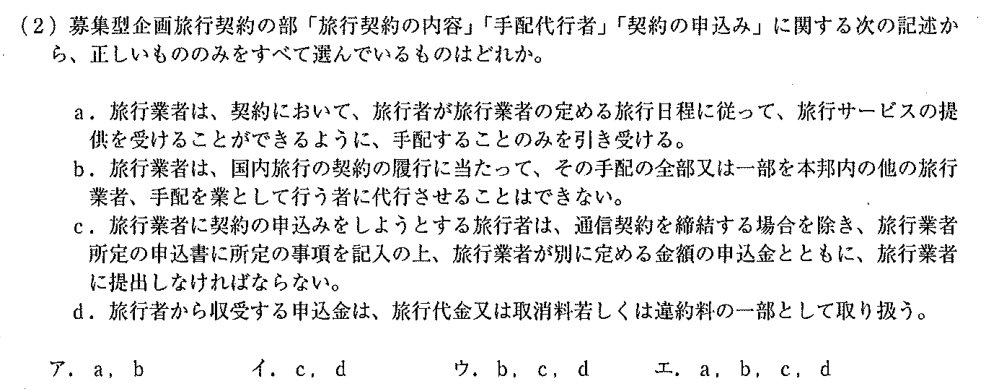 （2）募集型企画旅行契約の部「旅行契約の内容」「手配代行者」「契約の申込み」に関する次の記述か
ら、正しいもののみをすべて選んでいるものはどれか。
a．旅行業者は、契約において、旅行者が旅行業者の定める旅行日程に従って、旅行サービスの提
供を受けることができるように、手配することのみを引き受ける。
b．旅行業者は、国内旅行の契約の履行に当たって、その手配の全部又は一部を本邦内の他の旅行
業者、手配を業として行う者に代行させることはできない。
c．旅行業者に契約の申込みをしようとする旅行者は、通信契約を締結する場合を除き、旅行業者
所定の申込書に所定の事項を記入の上、旅行業者が別に定める金額の申込金とともに、旅行業者
に提出しなければならない。
d．旅行者から収受する申込金は、旅行代金又は取消料若しくは違約料の一部として取り扱う。
ア．a，b　イ．c，d　ウ．b，c，d　エ．a，b，c，d